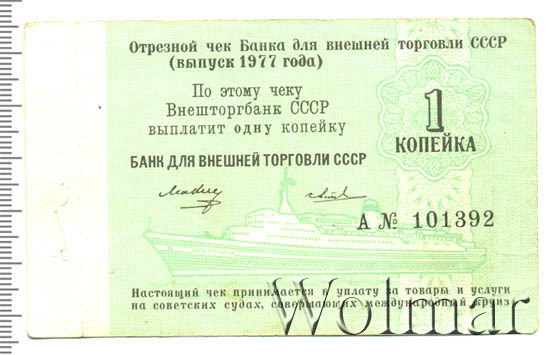 Отрезной чек Банка для внешней торговли СССР
(выпуск 1977 года)
По этому чеку
Внешторгбанк СССР
выплатит одну копейку
1
КОПЕЙКА
БАНК ДЛЯ ВНЕШНЕЙ ТОРГОВЛИ СССР
А № 101392
Настоящий чек принимается в уплату за товары и услуги
на советских судах, совершающих международный круиз.
Wolmar